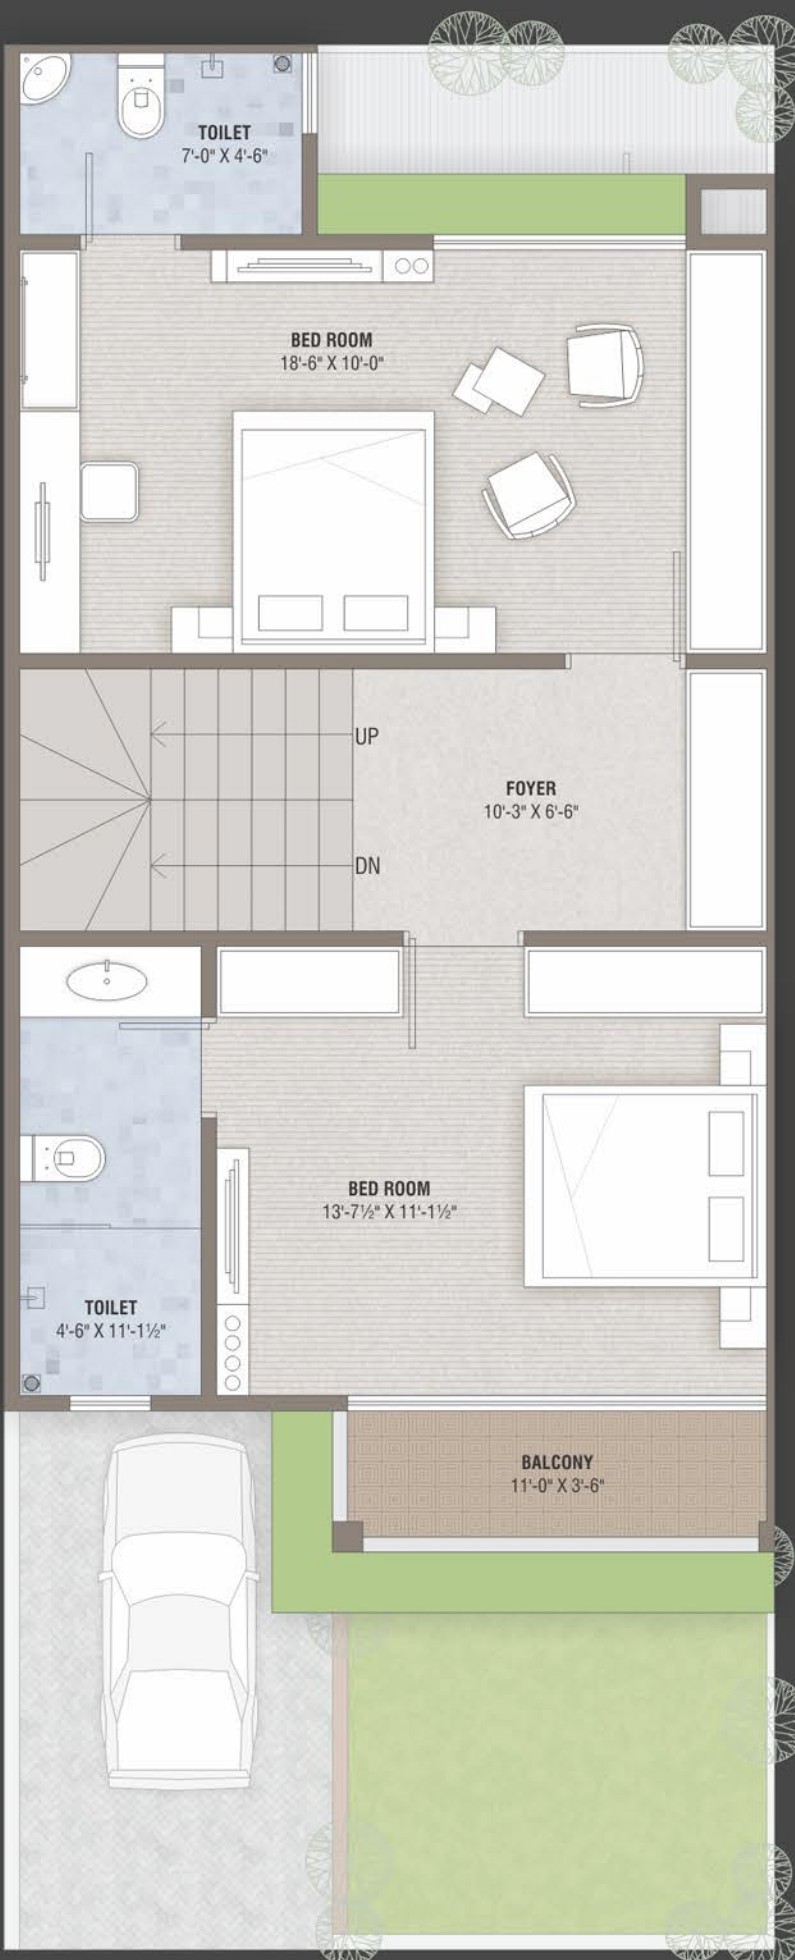 TOILET
7'-0" X 4'-6"
BED ROOM
18'-6" X 10'-0"
UP
FOYER
10'-3" X 6'-6"
DN
BED ROOM
13'-7½" X 11'-1½"
TOILET
4'-6" X 11'-1½"
BALCONY
11'-0" X 3'-6"